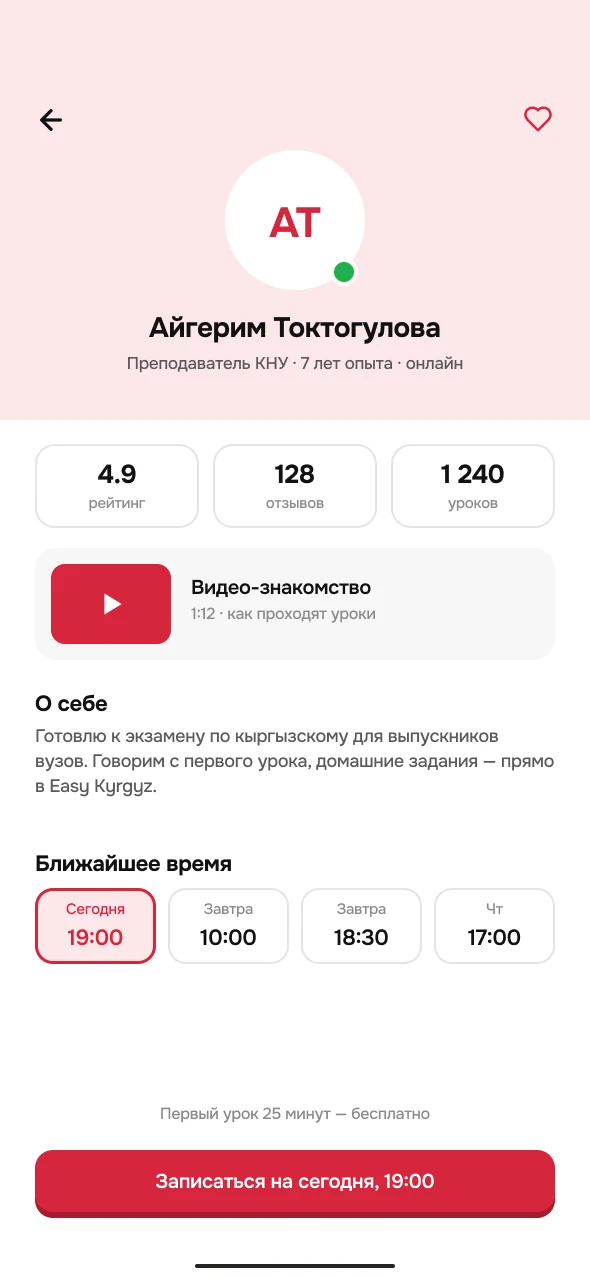 АТ
Айгерим Токтогулова
Преподаватель КНУ · 7 лет опыта · онлайн
4.9
рейтинг
128
отзывов
1 240
уроков
Видео-знакомство
1:12 · как проходят уроки
О себе
Готовлю к экзамену по кыргызскому для выпускников
вузов. Говорим с первого урока, домашние задания — прямо
в Easy Kyrgyz.
Ближайшее время
Сегодня
19:00
Завтра
10:00
Завтра
18:30
Чт
17:00
Первый урок 25 минут — бесплатно
Записаться на сегодня, 19:00